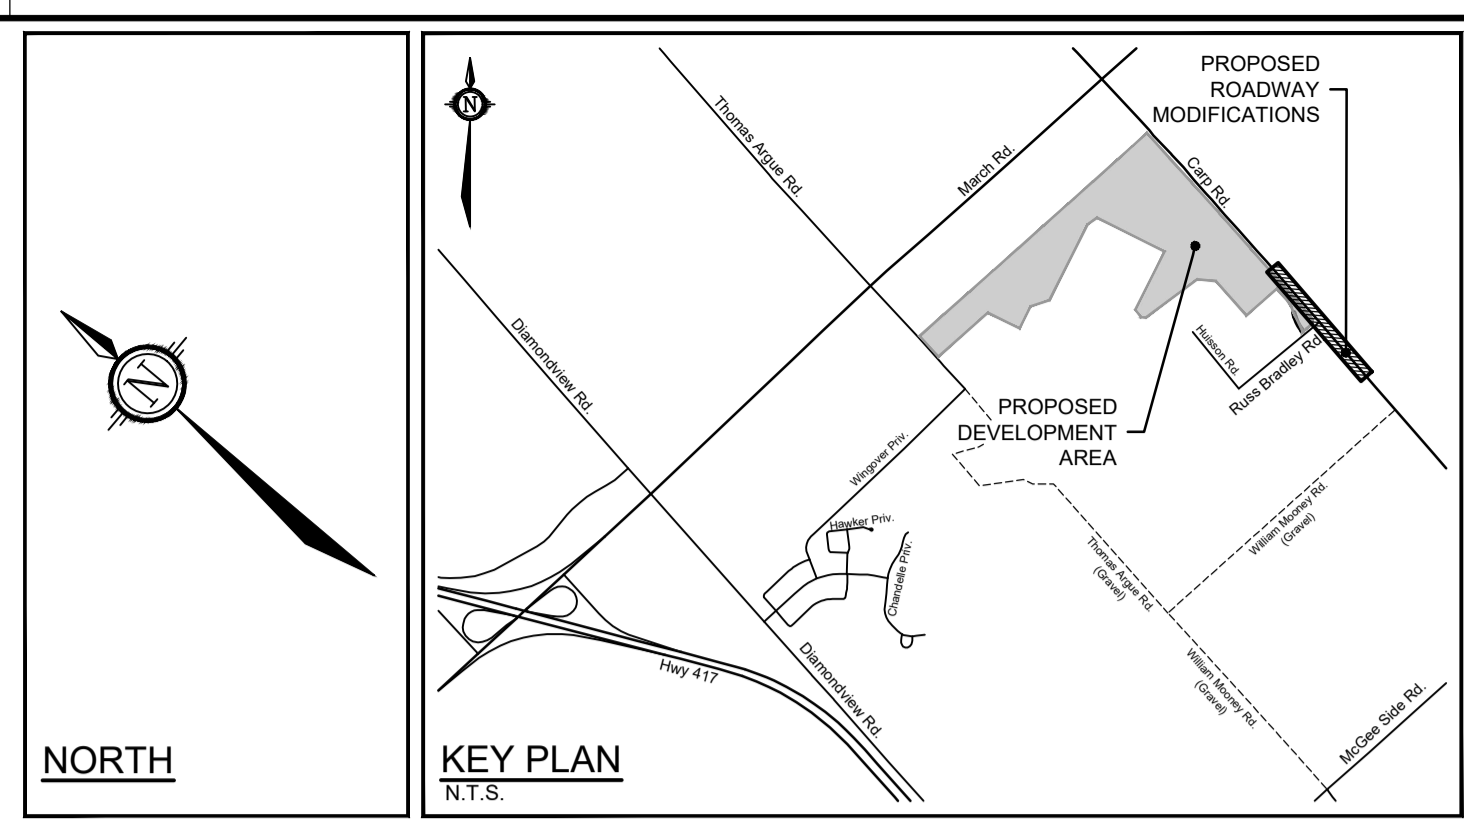 N
NORTH
N
PROPOSED
ROADWAY
MODIFICATIONS
Thomas Argue Rd.
March Rd.
Carp Rd.
Diamondview Rd.
Huisson Rd.
Russ Bradley Rd.
PROPOSED
DEVELOPMENT
AREA
Wingover Priv.
Hawker Priv.
Chandelle Priv.
William Mooney Rd.
(Gravel)
Thomas Argue Rd.
(Gravel)
William Mooney Rd.
(Gravel)
Hwy 417
Diamondview Rd.
McGee Side Rd.
KEY PLAN
N.T.S.